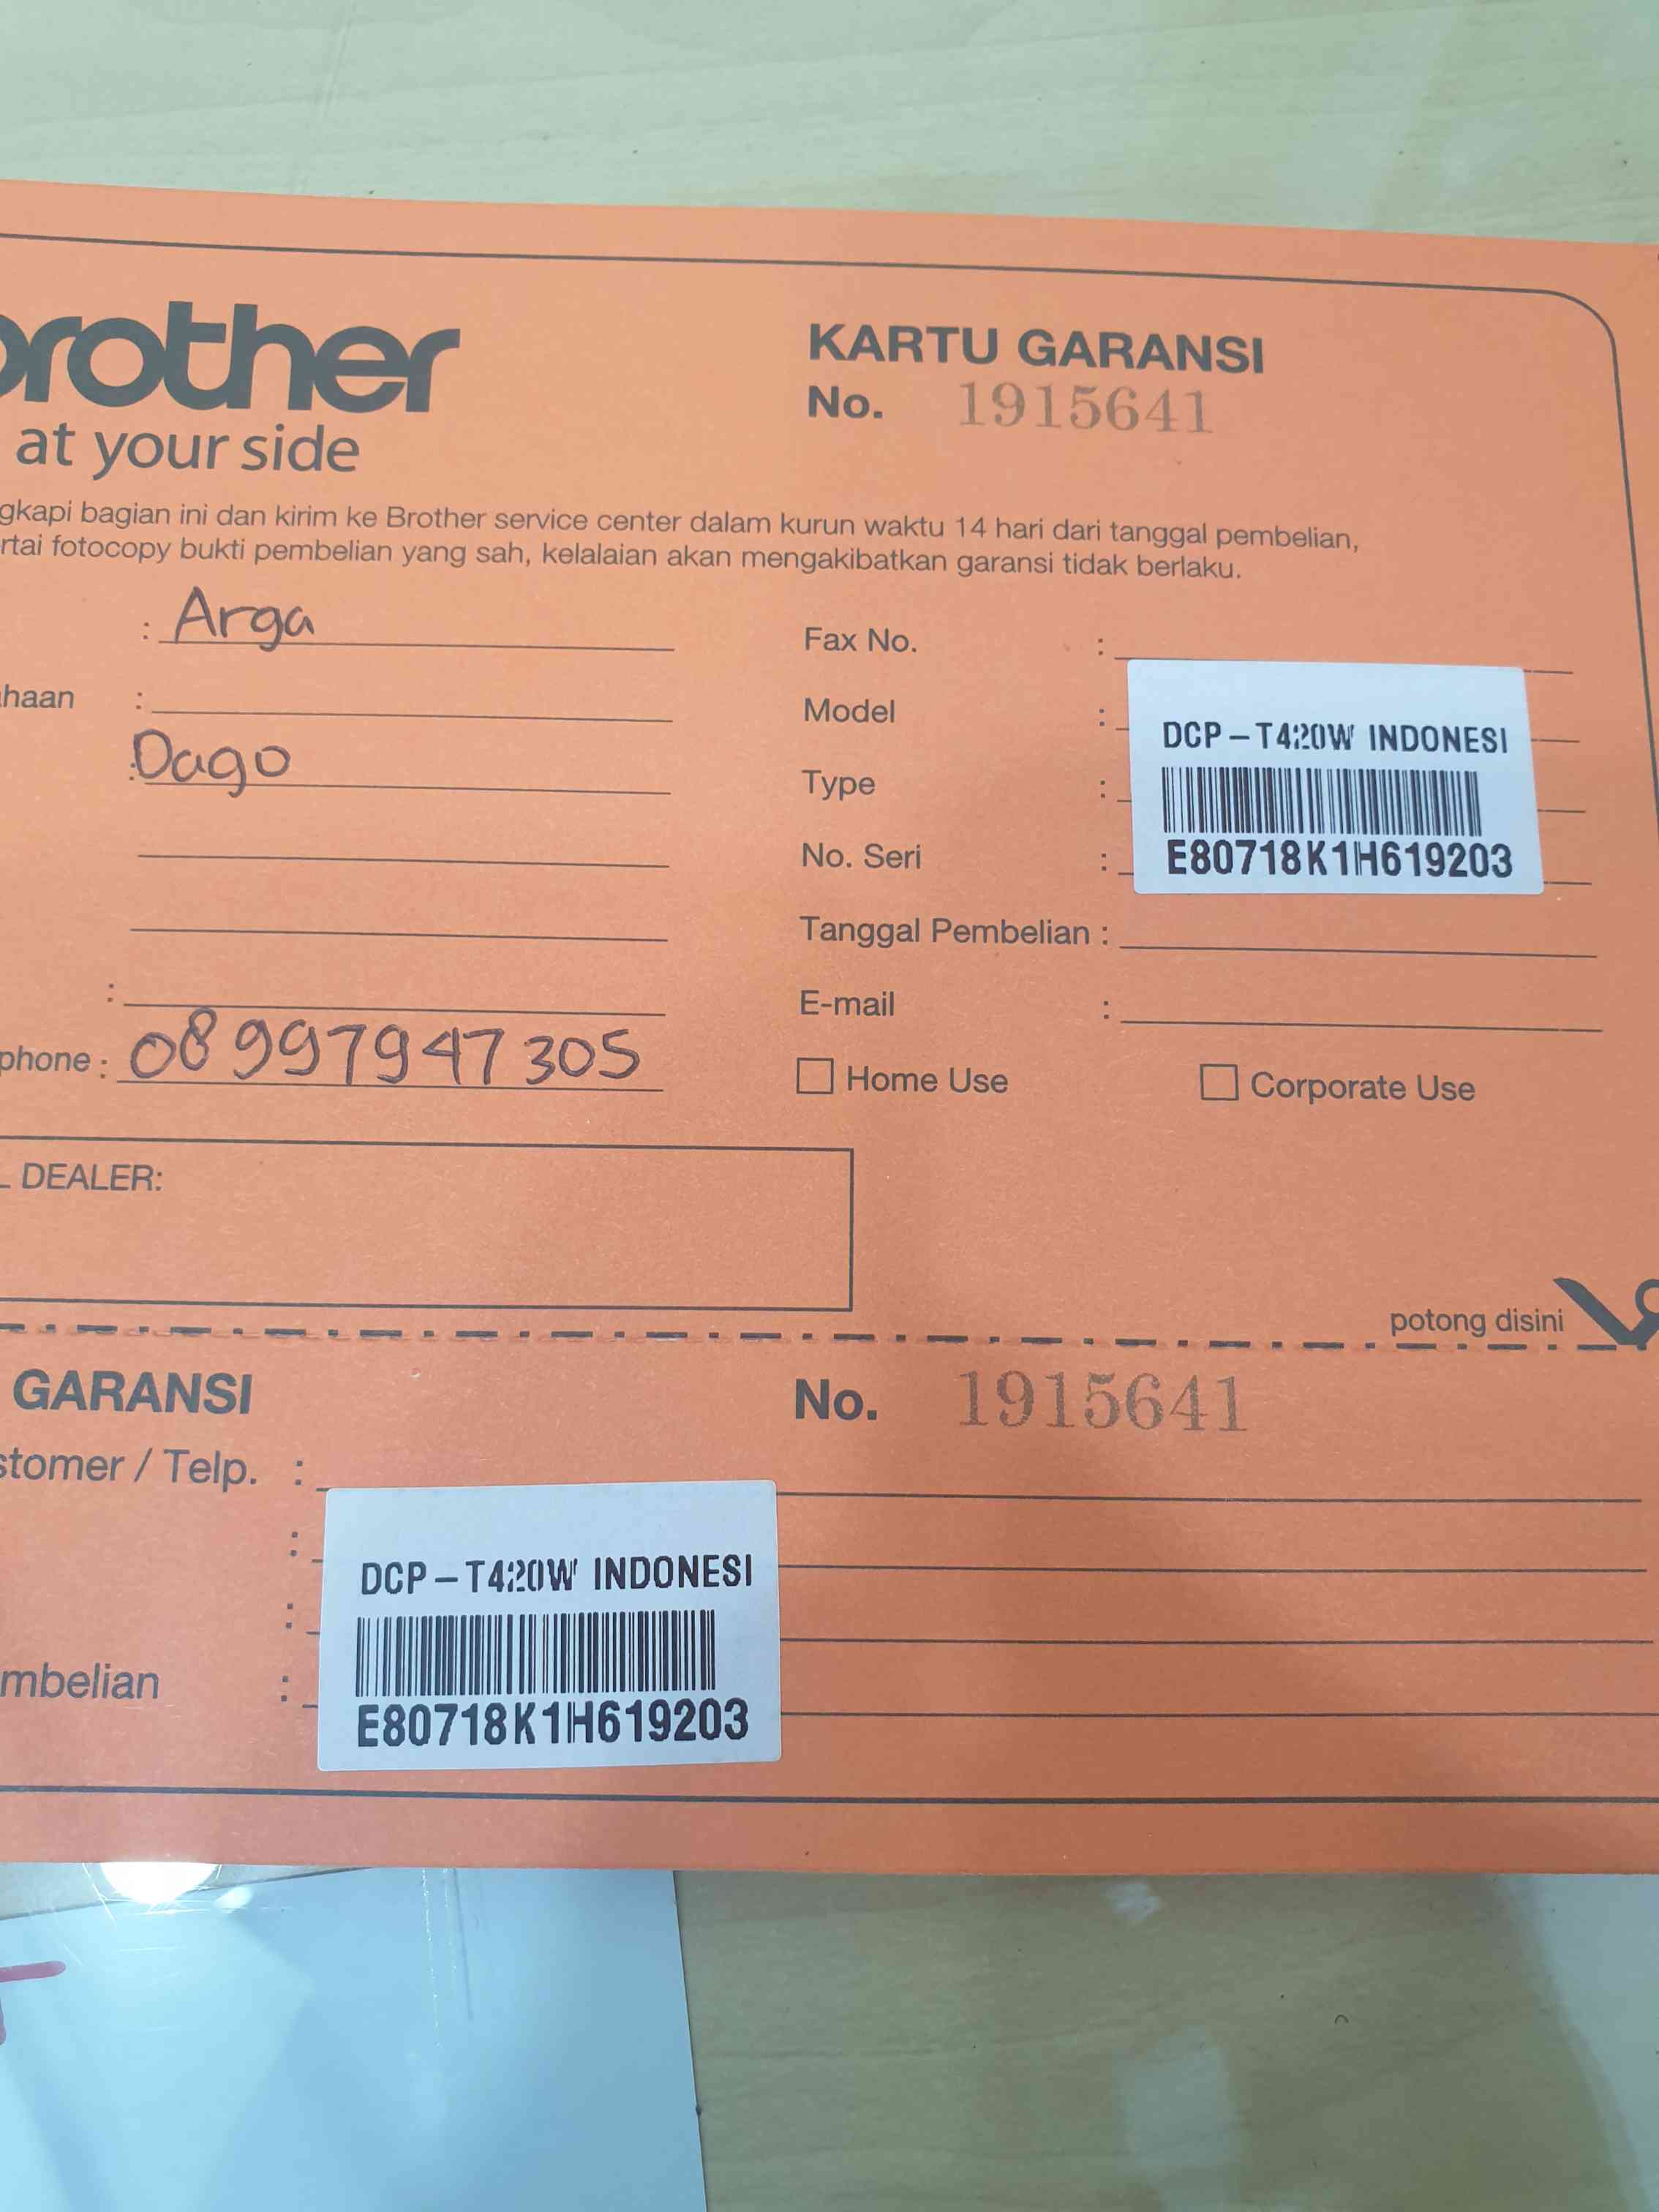 brother
at your side
KARTU GARANSI
No. 1915641
gkapi bagian ini dan kirim ke Brother service center dalam kurun waktu 14 hari dari tanggal pembelian,
rtai fotocopy bukti pembelian yang sah, kelalaian akan mengakibatkan garansi tidak berlaku.
: Arga
haan :
: Dago
:
phone : 08997947305
Fax No. :
Model :
Type :
No. Seri :
DCP-T420W INDONESI
E80718K1H619203
Tanggal Pembelian :
E-mail :
Home Use Corporate Use
L DEALER:
potong disini
GARANSI No. 1915641
stomer / Telp. :
:
:
mbelian :
DCP-T420W INDONESI
E80718K1H619203